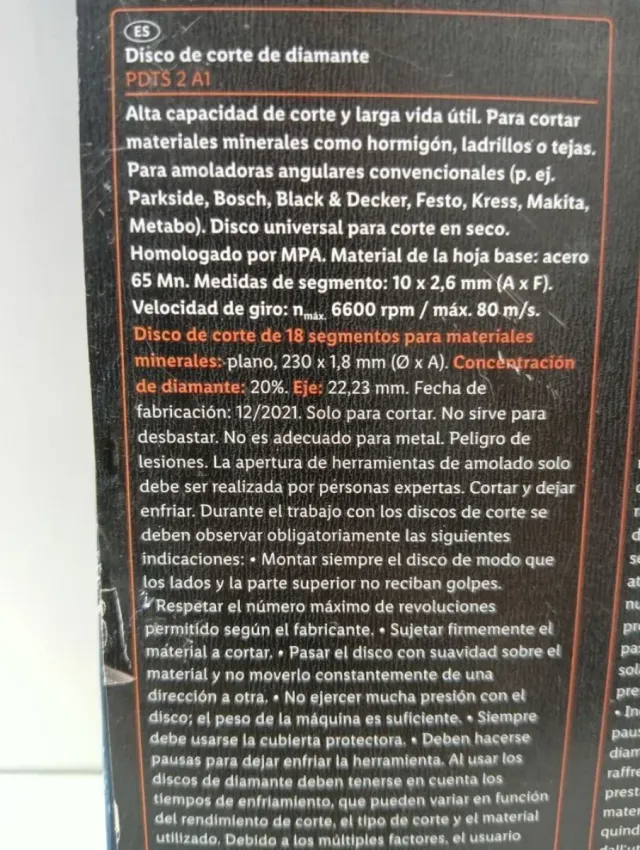 ES
Disco de corte de diamante
PDTS 2 A1
Alta capacidad de corte y larga vida útil. Para cortar
materiales minerales como hormigón, ladrillos o tejas.
Para amoladoras angulares convencionales (p. ej.
Parkside, Bosch, Black & Decker, Festo, Kress, Makita,
Metabo). Disco universal para corte en seco.
Homologado por MPA. Material de la hoja base: acero
65 Mn. Medidas de segmento: 10 x 2,6 mm (A x F).
Velocidad de giro: nmáx. 6600 rpm / máx. 80 m/s.
Disco de corte de 18 segmentos para materiales
minerales: plano, 230 x 1,8 mm (Ø x A). Concentración
de diamante: 20%. Eje: 22,23 mm. Fecha de
fabricación: 12/2021. Solo para cortar. No sirve para
desbastar. No es adecuado para metal. Peligro de
lesiones. La apertura de herramientas de amolado solo
debe ser realizada por personas expertas. Cortar y dejar
enfriar. Durante el trabajo con los discos de corte se
deben observar obligatoriamente las siguientes
indicaciones: • Montar siempre el disco de modo que
los lados y la parte superior no reciban golpes.
Respetar el número máximo de revoluciones
permitido según el fabricante. • Sujetar firmemente el
material a cortar. • Pasar el disco con suavidad sobre el
material y no moverlo constantemente de una
dirección a otra. • No ejercer mucha presión con el
disco; el peso de la máquina es suficiente. • Siempre
debe usarse la cubierta protectora. • Deben hacerse
pausas para dejar enfriar la herramienta. Al usar los
discos de diamante deben tenerse en cuenta los
tiempos de enfriamiento, que pueden variar en función
del rendimiento de corte, el tipo de corte y el material
utilizado. Debido a los múltiples factores, el usuario